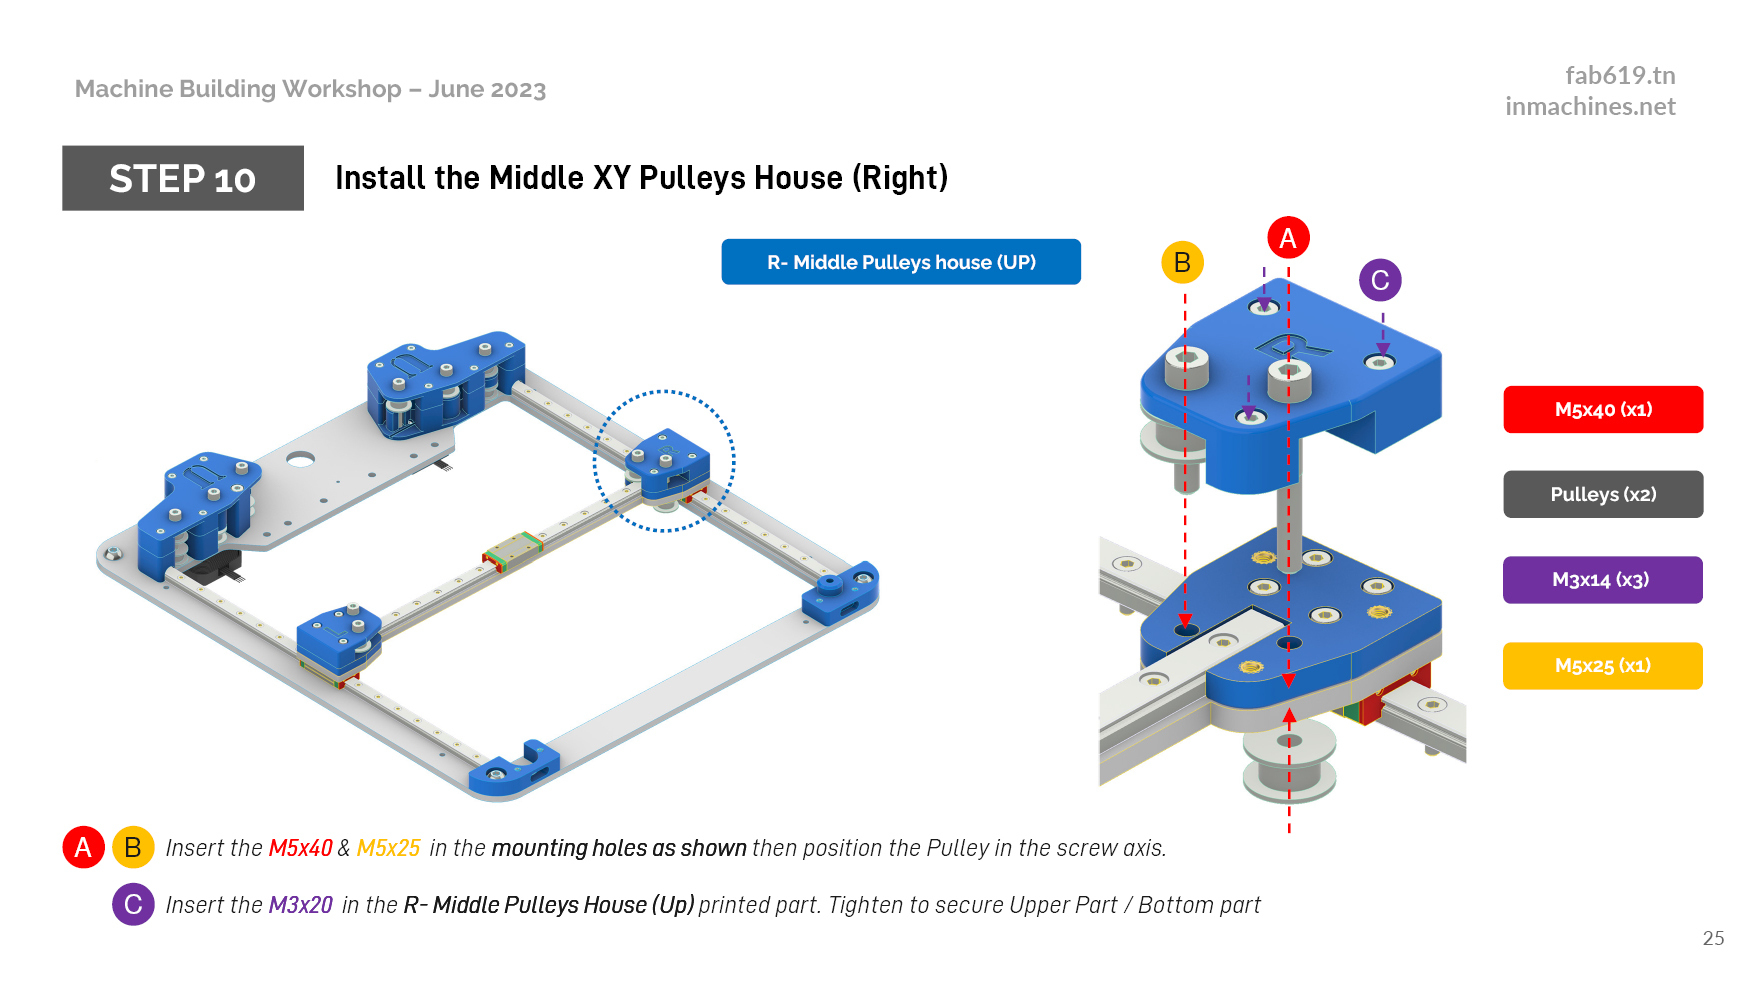 Machine Building Workshop – June 2023
fab619.tn
inmachines.net
STEP 10
Install the Middle XY Pulleys House (Right)
R- Middle Pulleys house (UP)
A
B
C
R
M5x40 (x1)
Pulleys (x2)
M3x14 (x3)
M5x25 (x1)
A B Insert the M5x40 & M5x25 in the mounting holes as shown then position the Pulley in the screw axis.
C Insert the M3x20 in the R- Middle Pulleys House (Up) printed part. Tighten to secure Upper Part / Bottom part
25